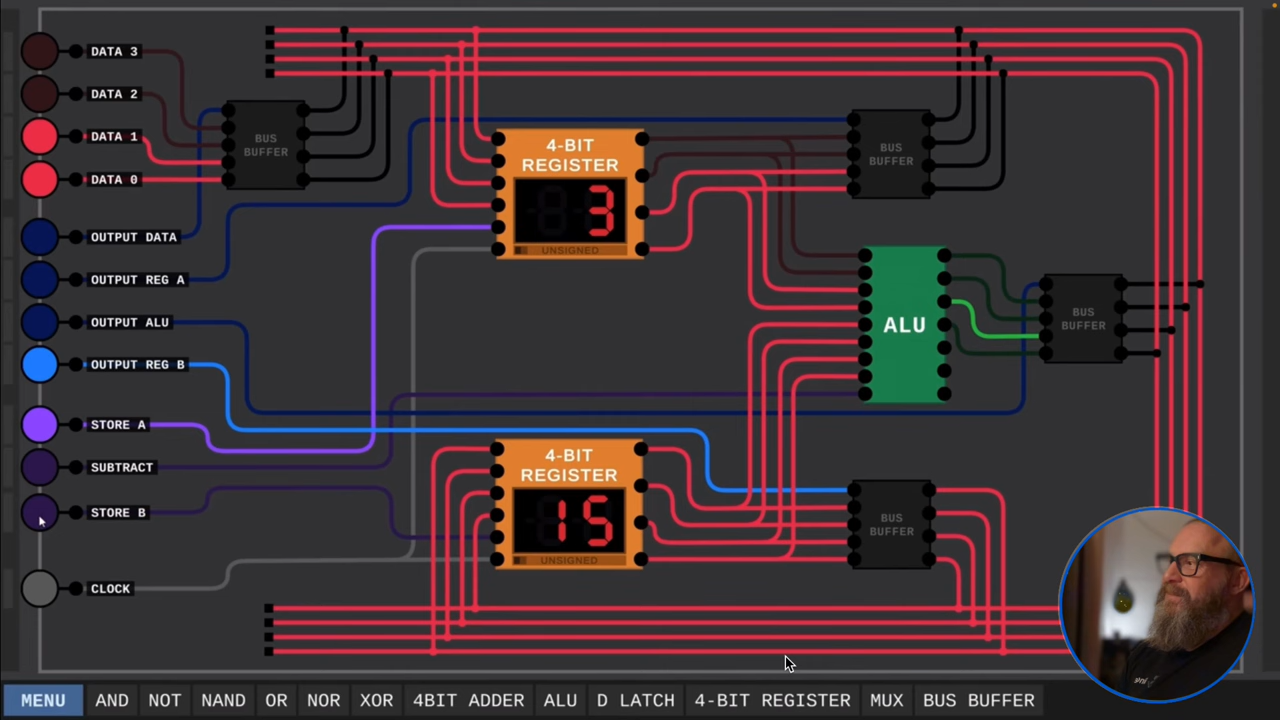 DATA 3
DATA 2
DATA 1
DATA 0
OUTPUT DATA
OUTPUT REG A
OUTPUT ALU
OUTPUT REG B
STORE A
SUBTRACT
STORE B
CLOCK
BUS
BUFFER
4-BIT
REGISTER
3
UNSIGNED
BUS
BUFFER
ALU
BUS
BUFFER
4-BIT
REGISTER
15
UNSIGNED
BUS
BUFFER
MENU AND NOT NAND OR NOR XOR 4BIT ADDER ALU D LATCH 4-BIT REGISTER MUX BUS BUFFER